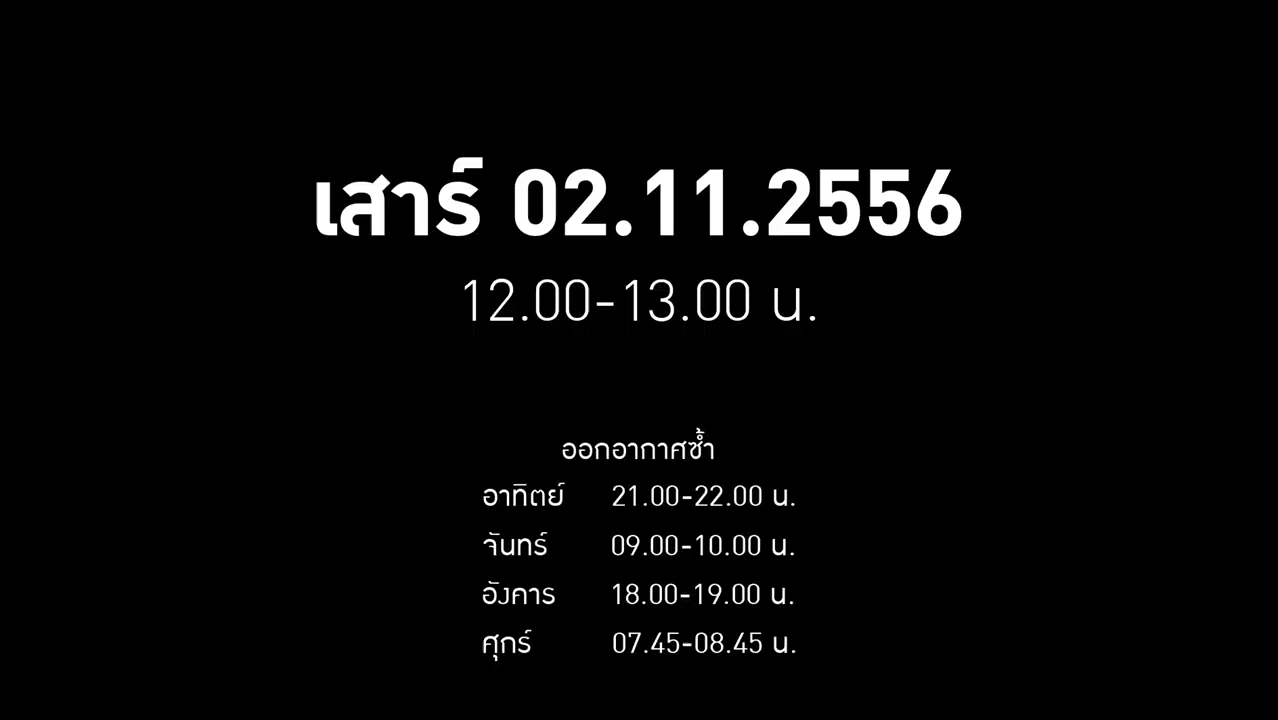 เสาร์ 02.11.2556
12.00-13.00 น.
ออกอากาศซ้ำ
อาทิตย์ 21.00-22.00 น.
จันทร์ 09.00-10.00 น.
อังคาร 18.00-19.00 น.
ศุกร์ 07.45-08.45 น.